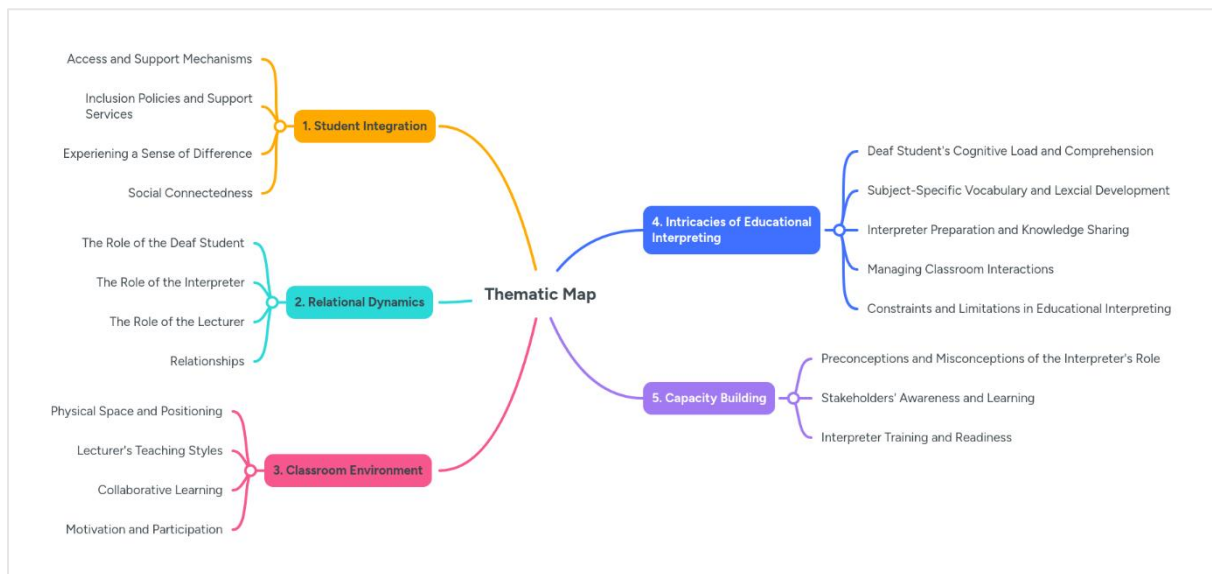 Thematic Map
1. Student Integration
Access and Support Mechanisms
Inclusion Policies and Support
Services
Experiening a Sense of Difference
Social Connectedness
2. Relational Dynamics
The Role of the Deaf Student
The Role of the Interpreter
The Role of the Lecturer
Relationships
3. Classroom Environment
Physical Space and Positioning
Lecturer's Teaching Styles
Collaborative Learning
Motivation and Participation
4. Intricacies of Educational
Interpreting
Deaf Student's Cognitive Load and Comprehension
Subject-Specific Vocabulary and Lexcial Development
Interpreter Preparation and Knowledge Sharing
Managing Classroom Interactions
Constraints and Limitations in Educational Interpreting
5. Capacity Building
Preconceptions and Misconceptions of the Interpreter's Role
Stakeholders' Awareness and Learning
Interpreter Training and Readiness